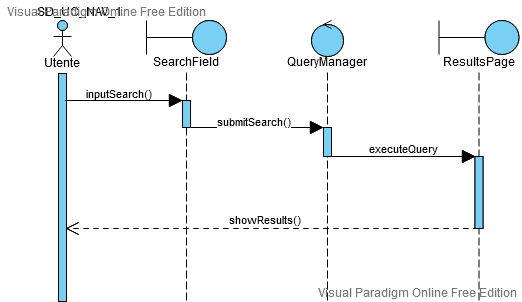 Visual Paradigm Online Free Edition
SD_UC_NAV_1
Utente
SearchField
QueryManager
ResultsPage
inputSearch()
submitSearch()
executeQuery
showResults()
Visual Paradigm Online Free Edition